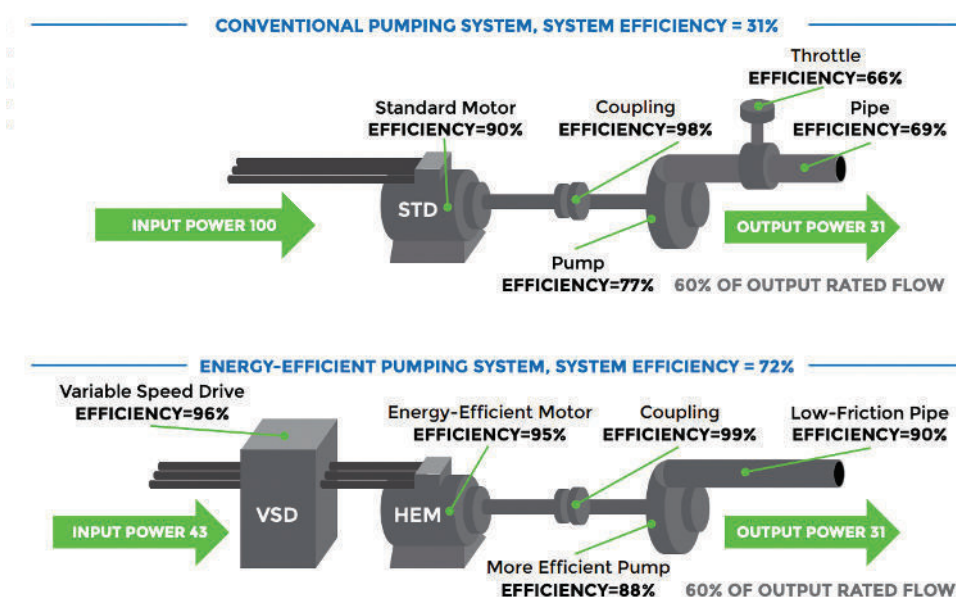 CONVENTIONAL PUMPING SYSTEM, SYSTEM EFFICIENCY = 31%
Throttle
EFFICIENCY=66%
Standard Motor
EFFICIENCY=90%
Coupling
EFFICIENCY=98%
Pipe
EFFICIENCY=69%
STD
INPUT POWER 100
OUTPUT POWER 31
Pump
EFFICIENCY=77%
60% OF OUTPUT RATED FLOW
ENERGY-EFFICIENT PUMPING SYSTEM, SYSTEM EFFICIENCY = 72%
Variable Speed Drive
EFFICIENCY=96%
Energy-Efficient Motor
EFFICIENCY=95%
Coupling
EFFICIENCY=99%
Low-Friction Pipe
EFFICIENCY=90%
VSD
HEM
INPUT POWER 43
OUTPUT POWER 31
More Efficient Pump
EFFICIENCY=88%
60% OF OUTPUT RATED FLOW